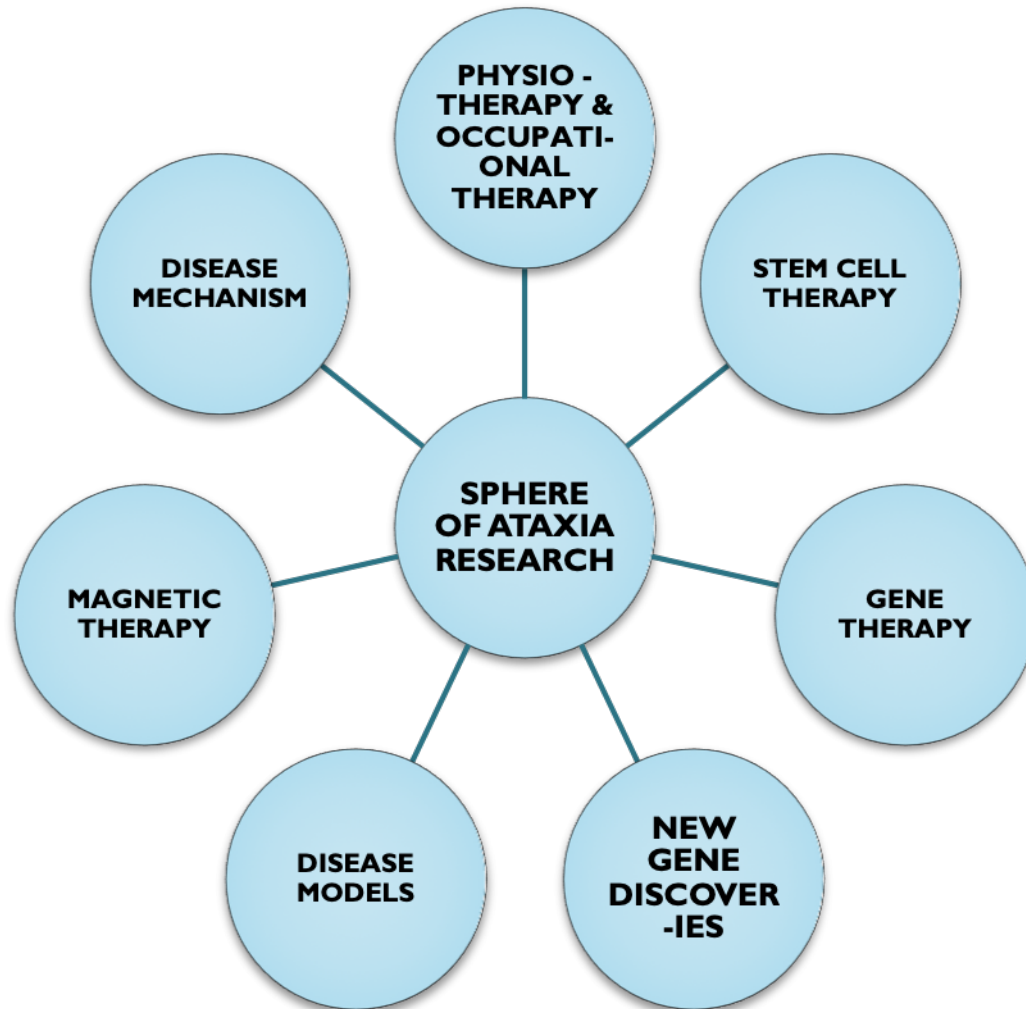 PHYSIO -
THERAPY &
OCCUPATI-
ONAL
THERAPY
STEM CELL
THERAPY
GENE
THERAPY
NEW
GENE
DISCOVER
-IES
DISEASE
MODELS
MAGNETIC
THERAPY
DISEASE
MECHANISM
SPHERE
OF ATAXIA
RESEARCH